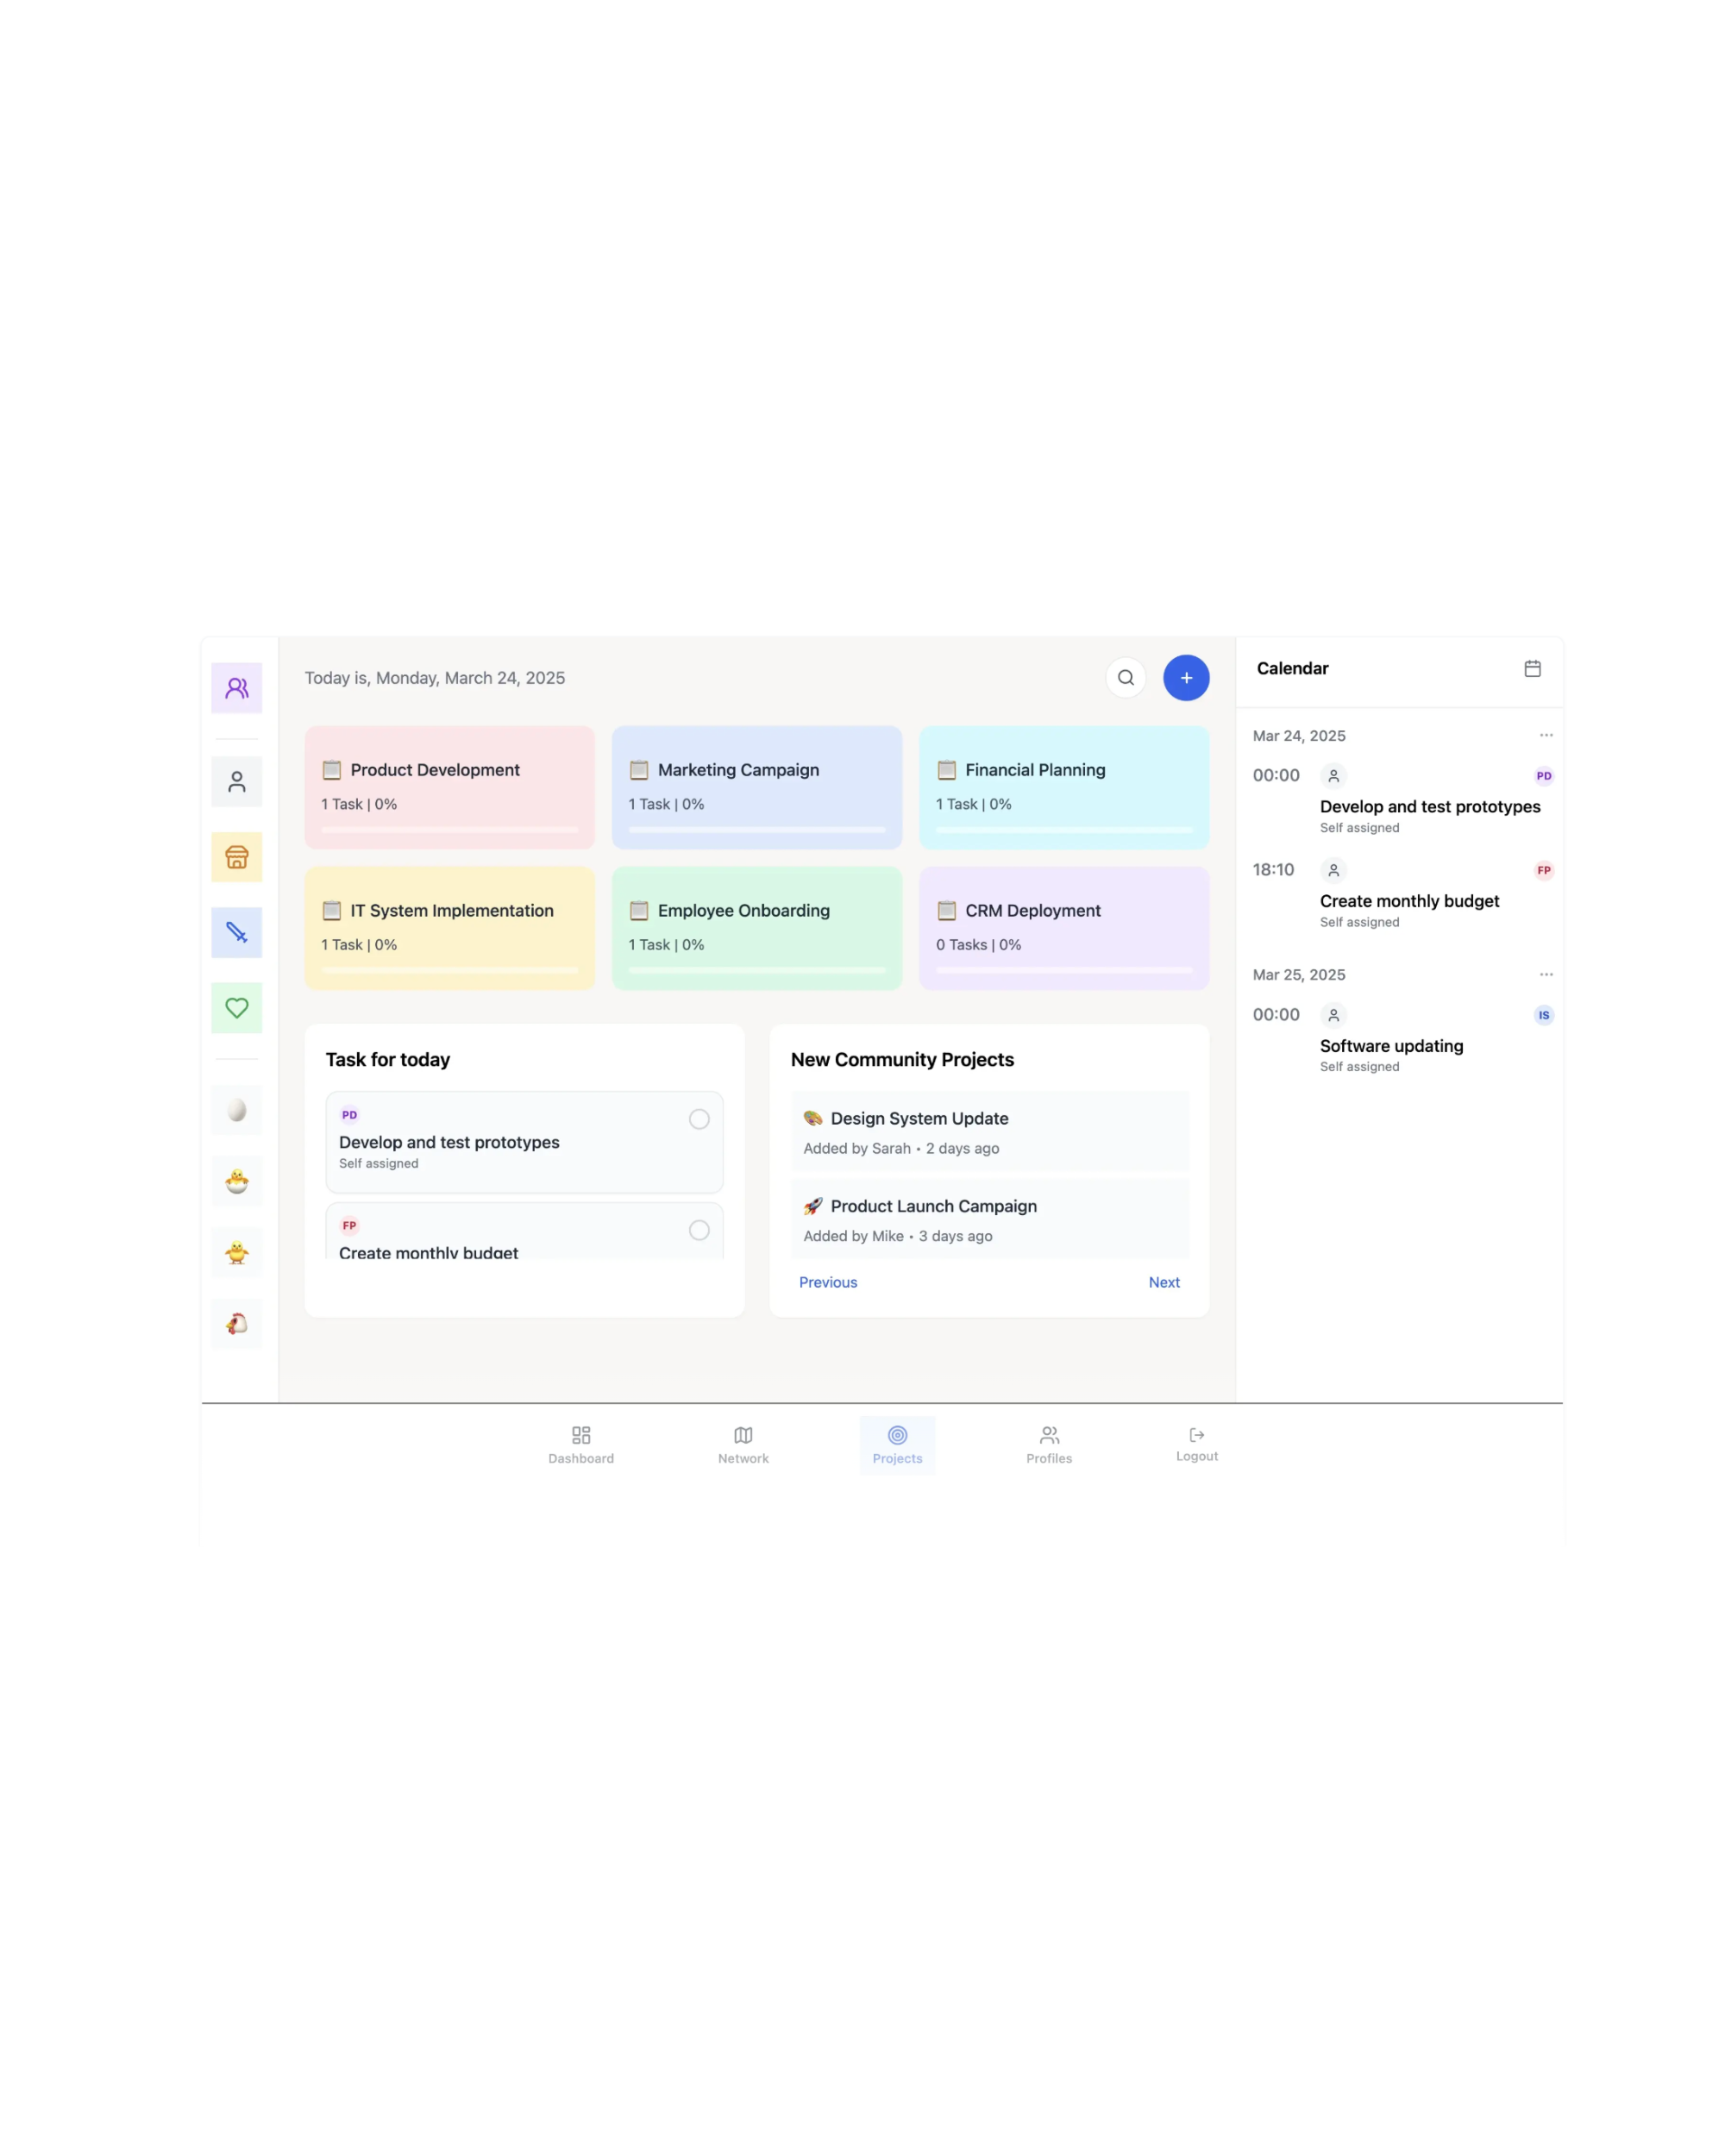 Today is, Monday, March 24, 2025
Product Development
1 Task | 0%
Marketing Campaign
1 Task | 0%
Financial Planning
1 Task | 0%
IT System Implementation
1 Task | 0%
Employee Onboarding
1 Task | 0%
CRM Deployment
0 Tasks | 0%
Task for today
PD
Develop and test prototypes
Self assigned
FP
Create monthly budget
New Community Projects
Design System Update
Added by Sarah • 2 days ago
Product Launch Campaign
Added by Mike • 3 days ago
Previous
Next
Calendar
Mar 24, 2025
00:00
PD
Develop and test prototypes
Self assigned
18:10
FP
Create monthly budget
Self assigned
Mar 25, 2025
00:00
IS
Software updating
Self assigned
Dashboard
Network
Projects
Profiles
Logout